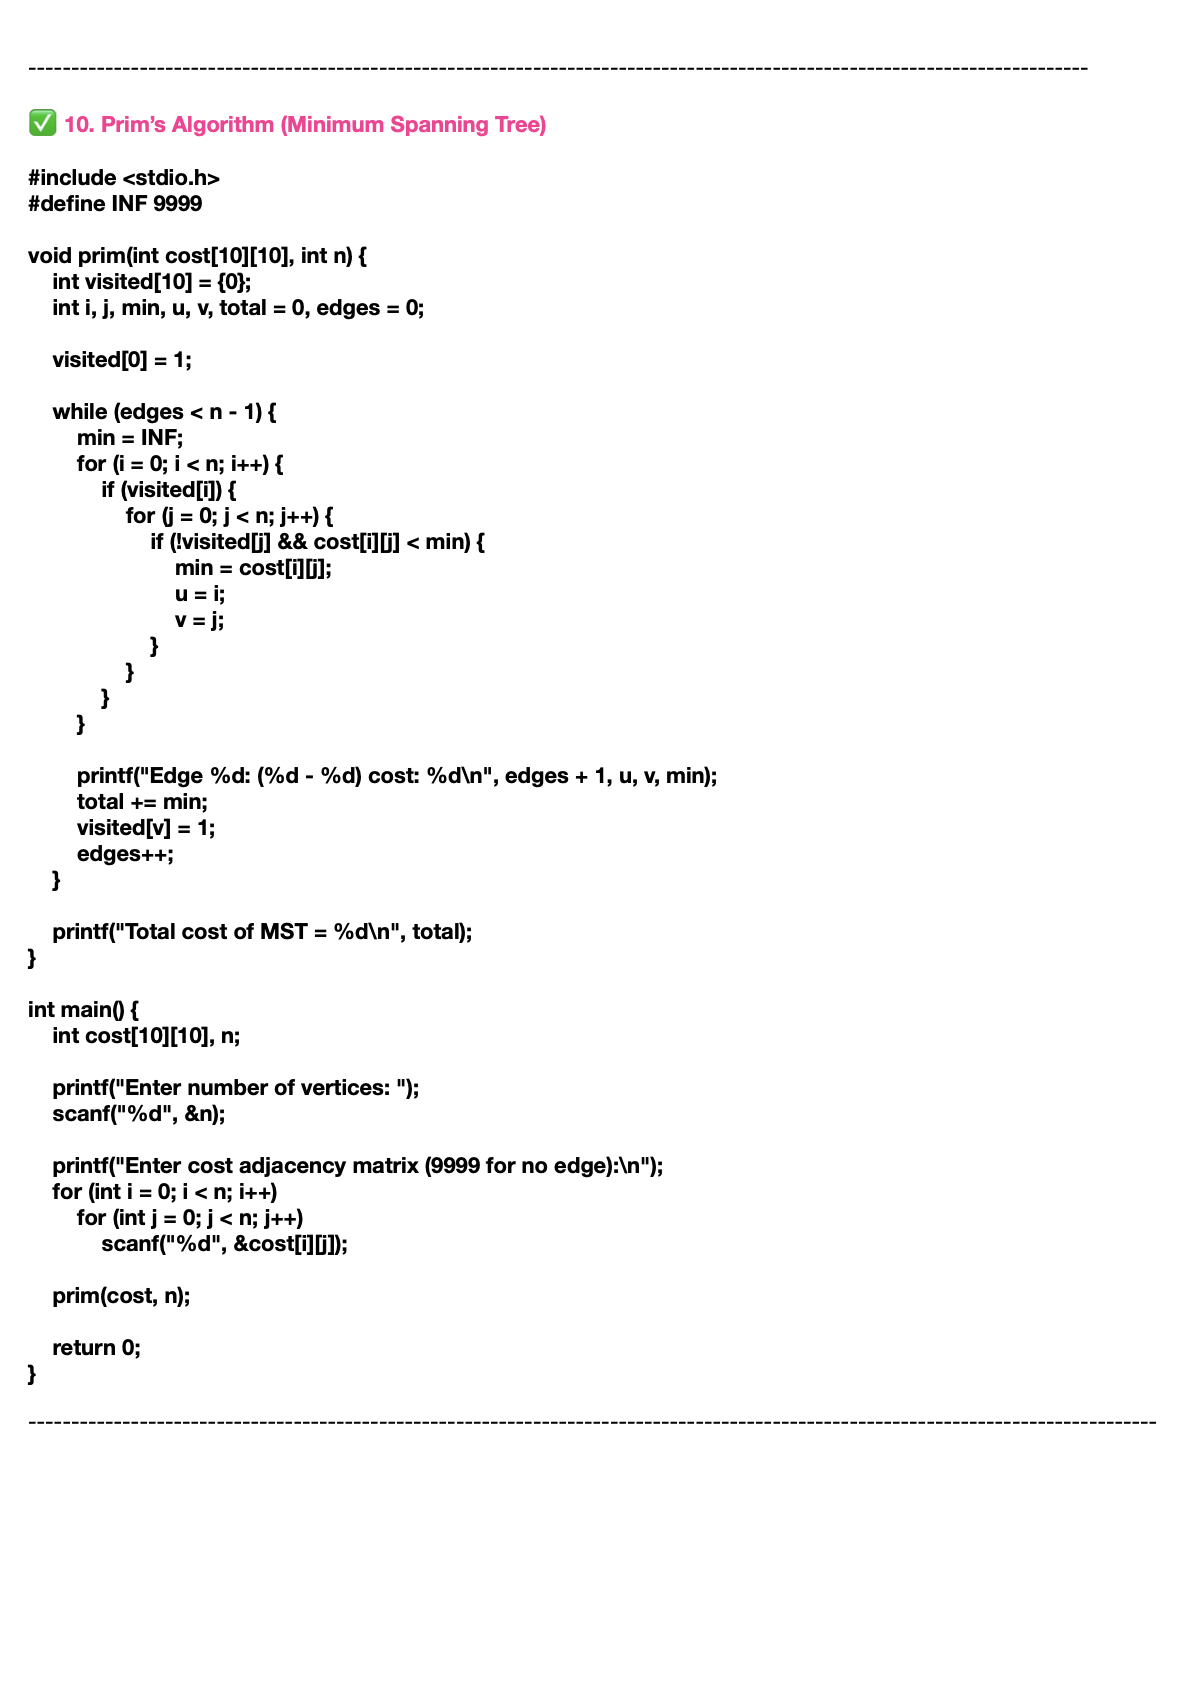 --------------------------------------------------------------------------------------------------------------------------------
✅ 10. Prim’s Algorithm (Minimum Spanning Tree)
#include <stdio.h>
#define INF 9999
void prim(int cost[10][10], int n) {
    int visited[10] = {0};
    int i, j, min, u, v, total = 0, edges = 0;
    visited[0] = 1;
    while (edges < n - 1) {
        min = INF;
        for (i = 0; i < n; i++) {
            if (visited[i]) {
                for (j = 0; j < n; j++) {
                    if (!visited[j] && cost[i][j] < min) {
                        min = cost[i][j];
                        u = i;
                        v = j;
                    }
                }
            }
        }
        printf("Edge %d: (%d - %d) cost: %d\n", edges + 1, u, v, min);
        total += min;
        visited[v] = 1;
        edges++;
    }
    printf("Total cost of MST = %d\n", total);
}
int main() {
    int cost[10][10], n;
    printf("Enter number of vertices: ");
    scanf("%d", &n);
    printf("Enter cost adjacency matrix (9999 for no edge):\n");
    for (int i = 0; i < n; i++)
        for (int j = 0; j < n; j++)
            scanf("%d", &cost[i][j]);
    prim(cost, n);
    return 0;
}
----------------------------------------------------------------------------------------------------------------------------------------